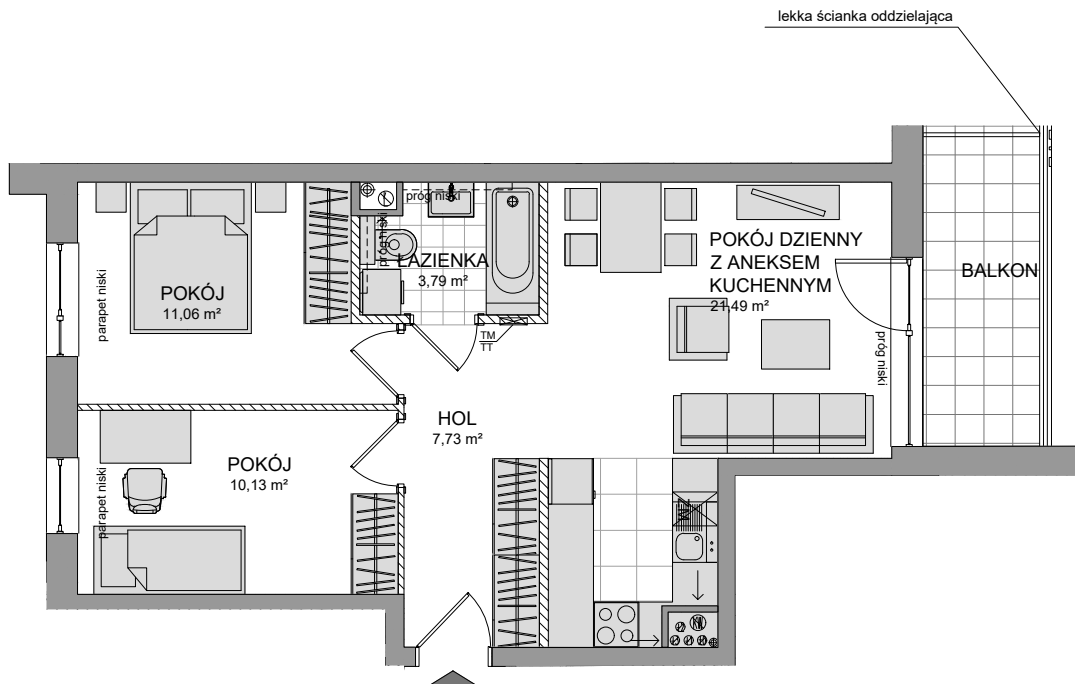 lekka ścianka oddzielająca
próg niski
próg niski
ŁAZIENKA
3,79 m²
POKÓJ DZIENNY
Z ANEKSEM
KUCHENNYM
21,49 m²
BALKON
POKÓJ
11,06 m²
parapet niski
TM
TT
próg niski
HOL
7,73 m²
POKÓJ
10,13 m²
parapet niski